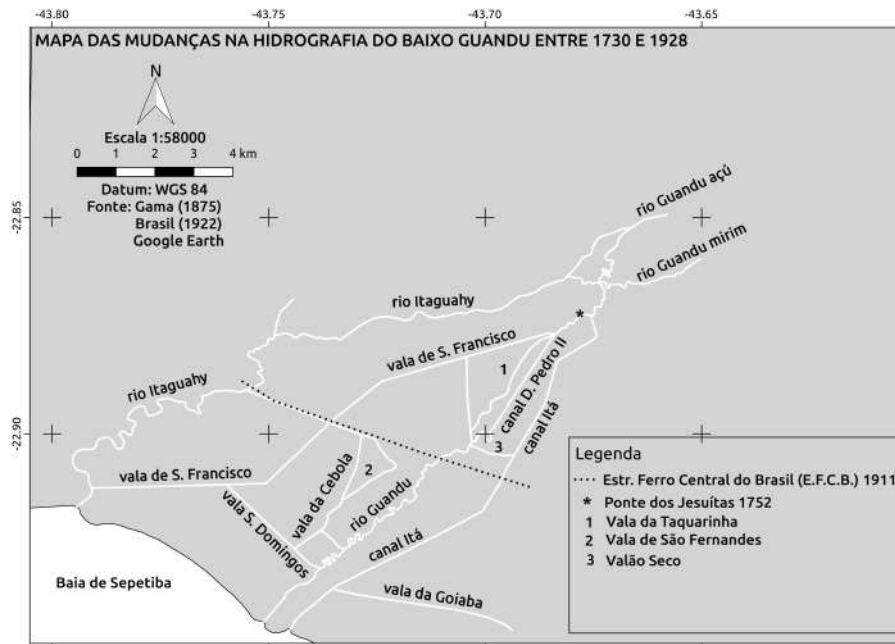 -43.80 -43.75 -43.70 -43.65
MAPA DAS MUDANÇAS NA HIDROGRAFIA DO BAIXO GUANDU ENTRE 1730 E 1928
N
Escala 1:58000
0 1 2 3 4 km
Datum: WGS 84
Fonte: Gama (1875)
Brasil (1922)
Google Earth
-22.85
-22.90
rio Guandu açú
rio Guandu mirim
rio Itaguahy
*
vala de S. Francisco
1
canal D. Pedro II
rio Itaguahy
canal Itá
3
vala de S. Francisco
vala da Cebola
2
rio Guandu
vala S. Domingos
canal Itá
vala da Goiaba
Baia de Sepetiba
Legenda
Estr. Ferro Central do Brasil (E.F.C.B.) 1911
* Ponte dos Jesuítas 1752
1 Vala da Taquarinha
2 Vala de São Fernandes
3 Valão Seco